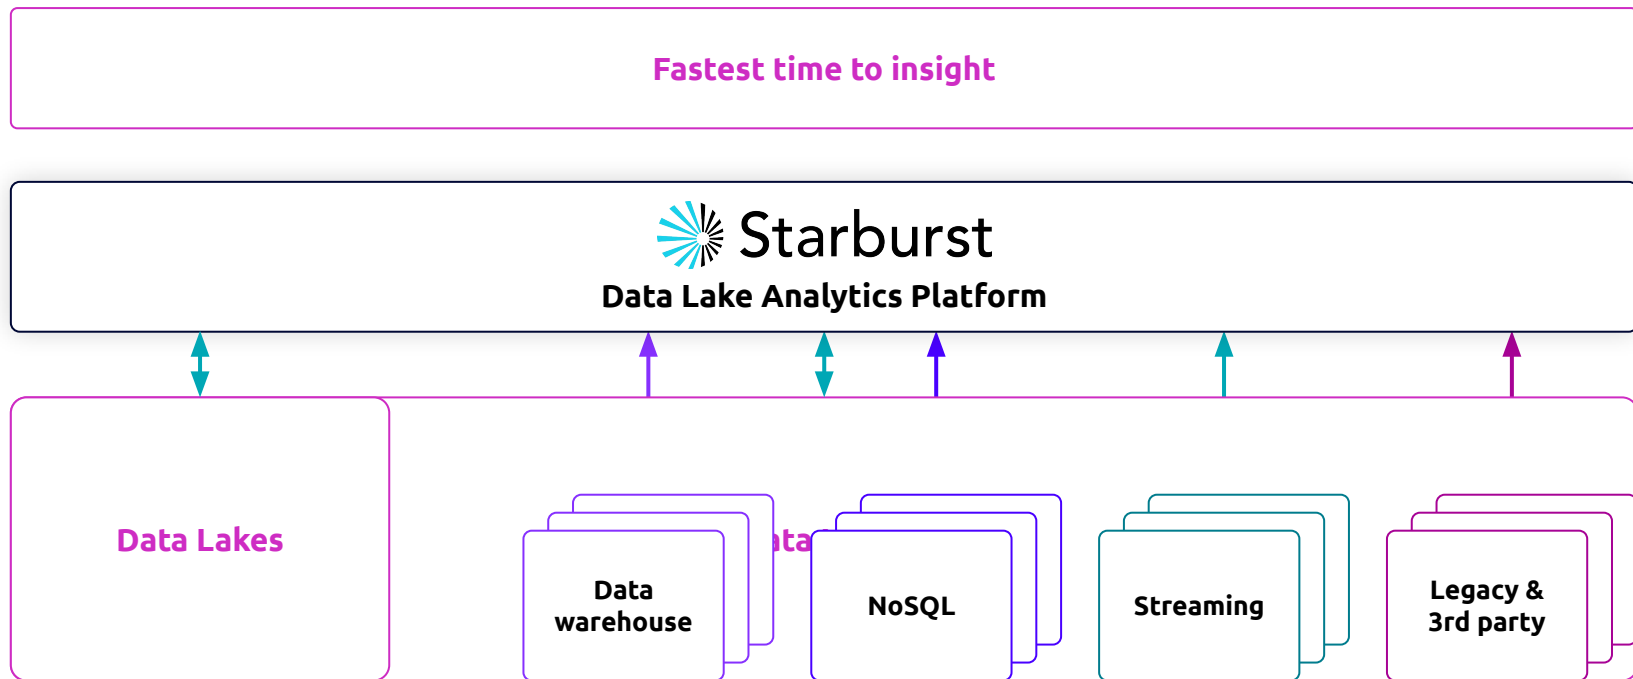 Fastest time to insight
Starburst
Data Lake Analytics Platform
Data Lakes
Data
warehouse
NoSQL
Streaming
Legacy &
3rd party